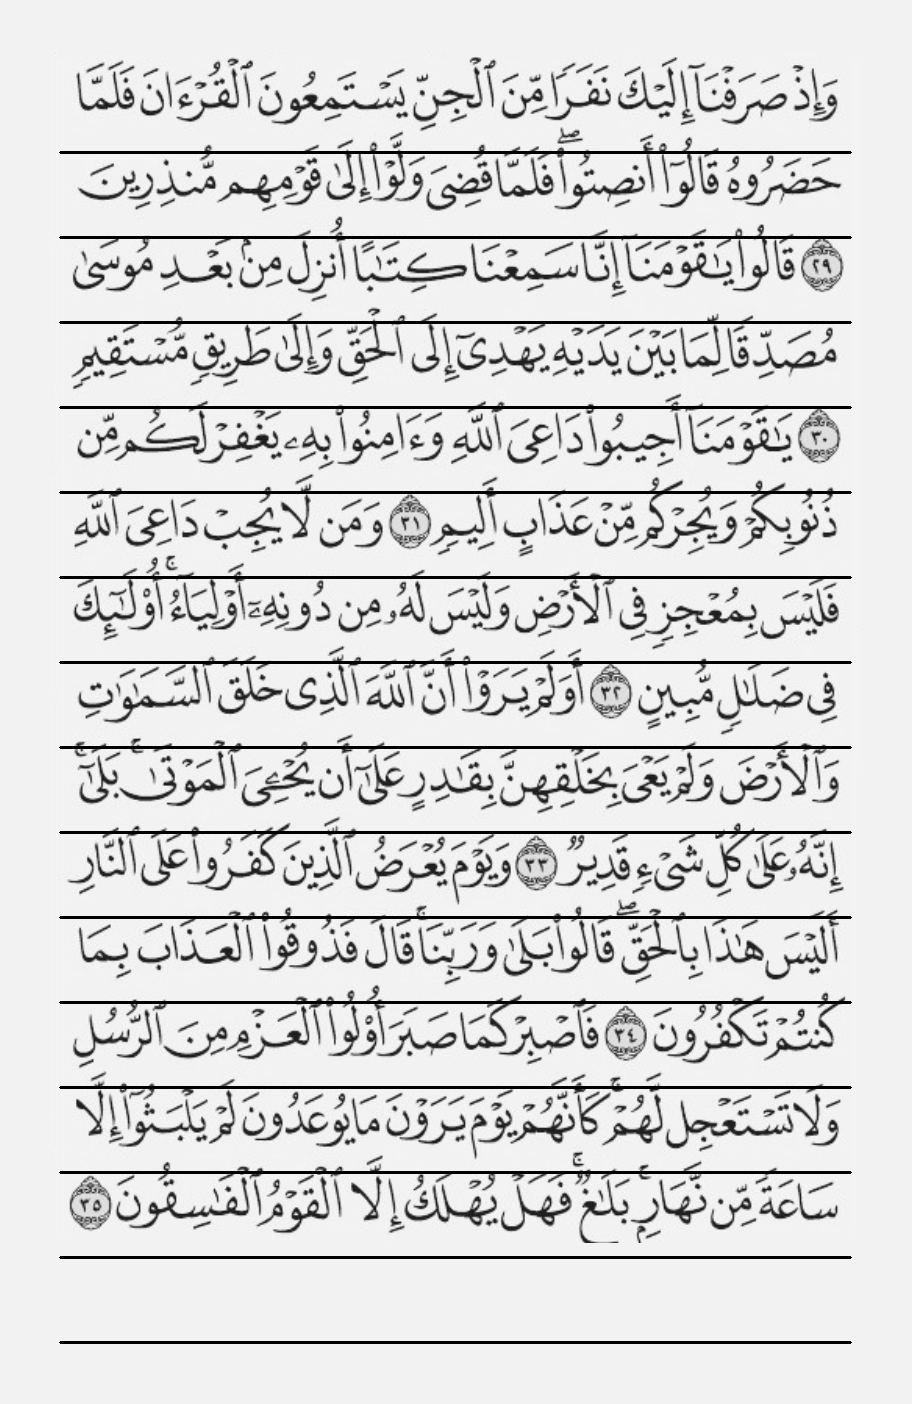 وَإِذْ صَرَفْنَآ إِلَيْكَ نَفَرًا مِّنَ ٱلْجِنِّ يَسْتَمِعُونَ ٱلْقُرْءَانَ فَلَمَّا
حَضَرُوهُ قَالُوٓا۟ أَنصِتُوا۟ ۖ فَلَمَّا قُضِىَ وَلَّوْا۟ إِلَىٰ قَوْمِهِم مُّنذِرِينَ
﴿٢٩﴾ قَالُوا۟ يَـٰقَوْمَنَآ إِنَّا سَمِعْنَا كِتَـٰبًا أُنزِلَ مِنۢ بَعْدِ مُوسَىٰ
مُصَدِّقًا لِّمَا بَيْنَ يَدَيْهِ يَهْدِىٓ إِلَى ٱلْحَقِّ وَإِلَىٰ طَرِيقٍ مُّسْتَقِيمٍ
﴿٣٠﴾ يَـٰقَوْمَنَآ أَجِيبُوا۟ دَاعِىَ ٱللَّهِ وَءَامِنُوا۟ بِهِۦ يَغْفِرْ لَكُم مِّن
ذُنُوبِكُمْ وَيُجِرْكُم مِّنْ عَذَابٍ أَلِيمٍ ﴿٣١﴾ وَمَن لَّا يُجِبْ دَاعِىَ ٱللَّهِ
فَلَيْسَ بِمُعْجِزٍ فِى ٱلْأَرْضِ وَلَيْسَ لَهُۥ مِن دُونِهِۦٓ أَوْلِيَآءُ ۚ أُو۟لَـٰٓئِكَ
فِى ضَلَـٰلٍ مُّبِينٍ ﴿٣٢﴾ أَوَلَمْ يَرَوْا۟ أَنَّ ٱللَّهَ ٱلَّذِى خَلَقَ ٱلسَّمَـٰوَٰتِ
وَٱلْأَرْضَ وَلَمْ يَعْىَ بِخَلْقِهِنَّ بِقَـٰدِرٍ عَلَىٰٓ أَن يُحْـِۧىَ ٱلْمَوْتَىٰ ۚ بَلَىٰٓ ۚ
إِنَّهُۥ عَلَىٰ كُلِّ شَىْءٍ قَدِيرٌ ﴿٣٣﴾ وَيَوْمَ يُعْرَضُ ٱلَّذِينَ كَفَرُوا۟ عَلَى ٱلنَّارِ
أَلَيْسَ هَـٰذَا بِٱلْحَقِّ ۖ قَالُوا۟ بَلَىٰ وَرَبِّنَا ۚ قَالَ فَذُوقُوا۟ ٱلْعَذَابَ بِمَا
كُنتُمْ تَكْفُرُونَ ﴿٣٤﴾ فَٱصْبِرْ كَمَا صَبَرَ أُو۟لُوا۟ ٱلْعَزْمِ مِنَ ٱلرُّسُلِ
وَلَا تَسْتَعْجِل لَّهُمْ ۚ كَأَنَّهُمْ يَوْمَ يَرَوْنَ مَا يُوعَدُونَ لَمْ يَلْبَثُوٓا۟ إِلَّا
سَاعَةً مِّن نَّهَارٍۭ ۚ بَلَـٰغٌ ۚ فَهَلْ يُهْلَكُ إِلَّا ٱلْقَوْمُ ٱلْفَـٰسِقُونَ ﴿٣٥﴾